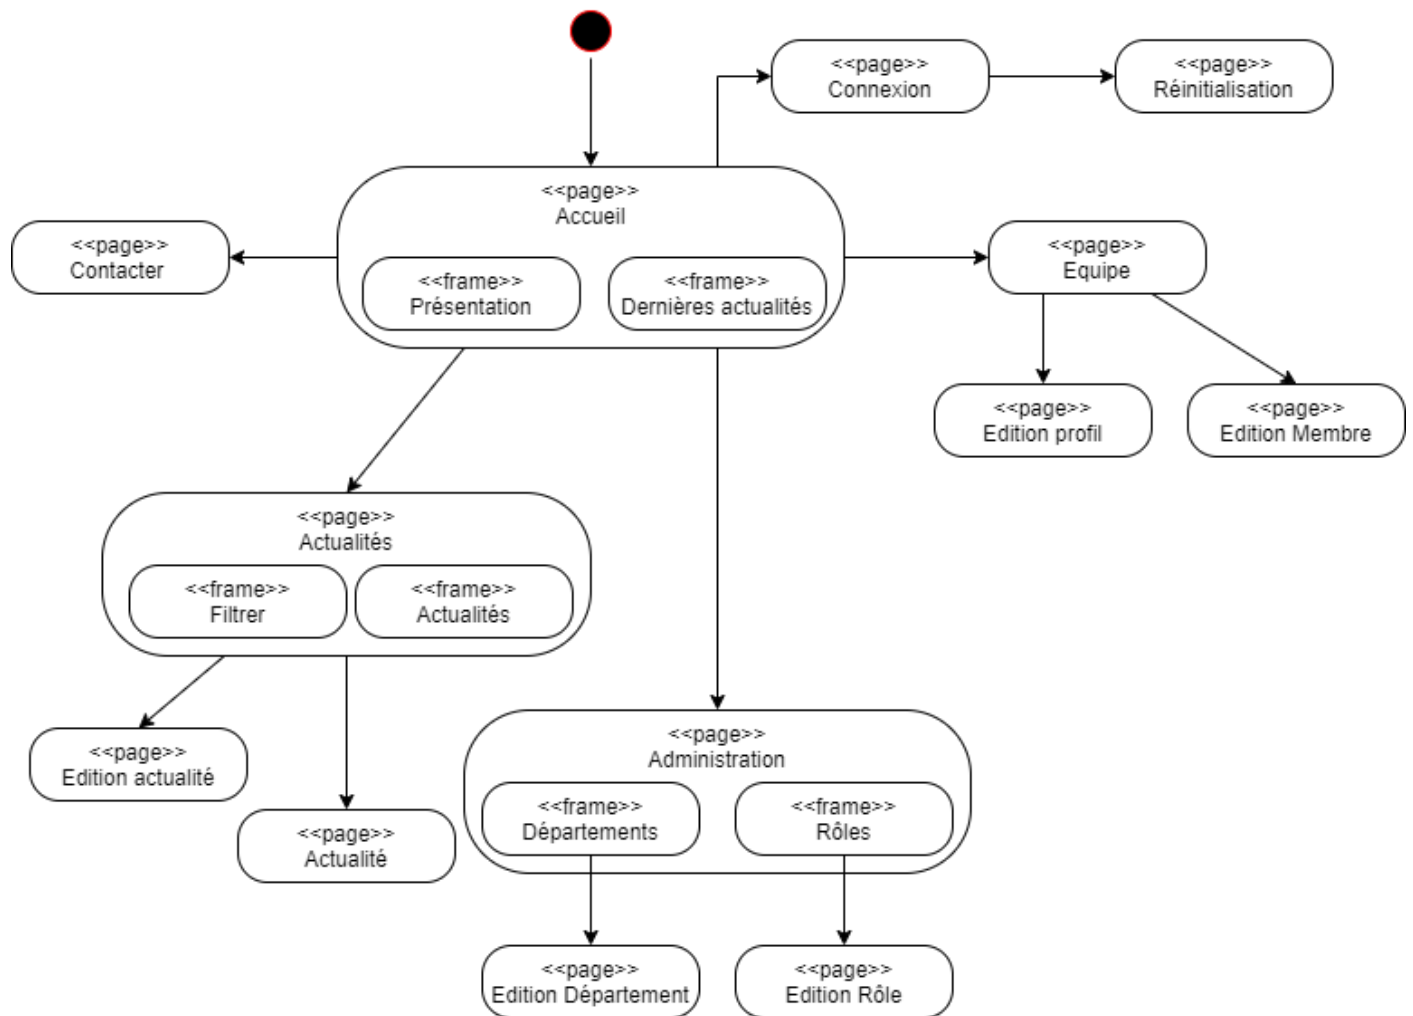 <<page>>
Connexion
<<page>>
Réinitialisation
<<page>>
Accueil
<<page>>
Contacter
<<frame>>
Présentation
<<frame>>
Dernières actualités
<<page>>
Equipe
<<page>>
Edition profil
<<page>>
Edition Membre
<<page>>
Actualités
<<frame>>
Filtrer
<<frame>>
Actualités
<<page>>
Edition actualité
<<page>>
Actualité
<<page>>
Administration
<<frame>>
Départements
<<frame>>
Rôles
<<page>>
Edition Département
<<page>>
Edition Rôle